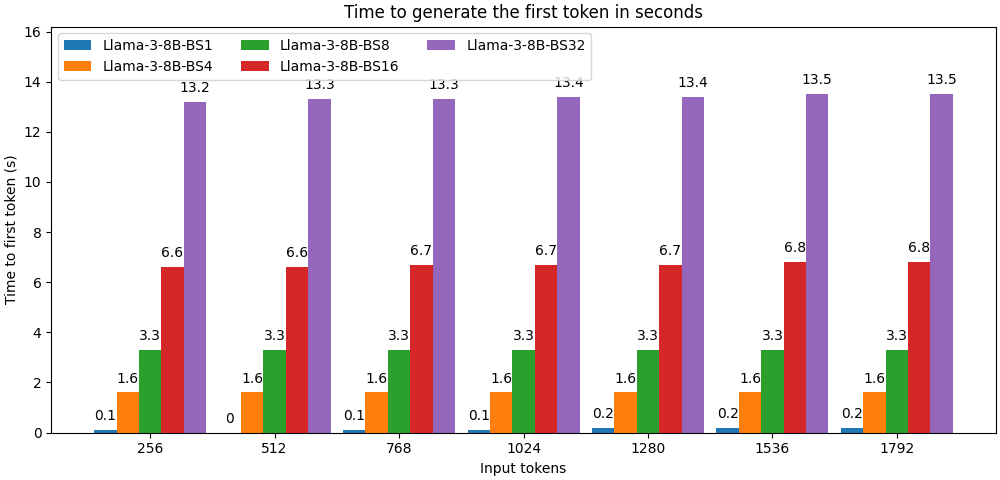 Time to generate the first token in seconds
Llama-3-8B-BS1 Llama-3-8B-BS8 Llama-3-8B-BS32
Llama-3-8B-BS4 Llama-3-8B-BS16
Time to first token (s)
16
14
12
10
8
6
4
2
0
13.2 13.3 13.3 13.4 13.4 13.5 13.5
6.6 6.6 6.7 6.7 6.7 6.8 6.8
3.3 3.3 3.3 3.3 3.3 3.3 3.3
1.6 1.6 1.6 1.6 1.6 1.6 1.6
0.1 0 0.1 0.1 0.2 0.2 0.2
256 512 768 1024 1280 1536 1792
Input tokens